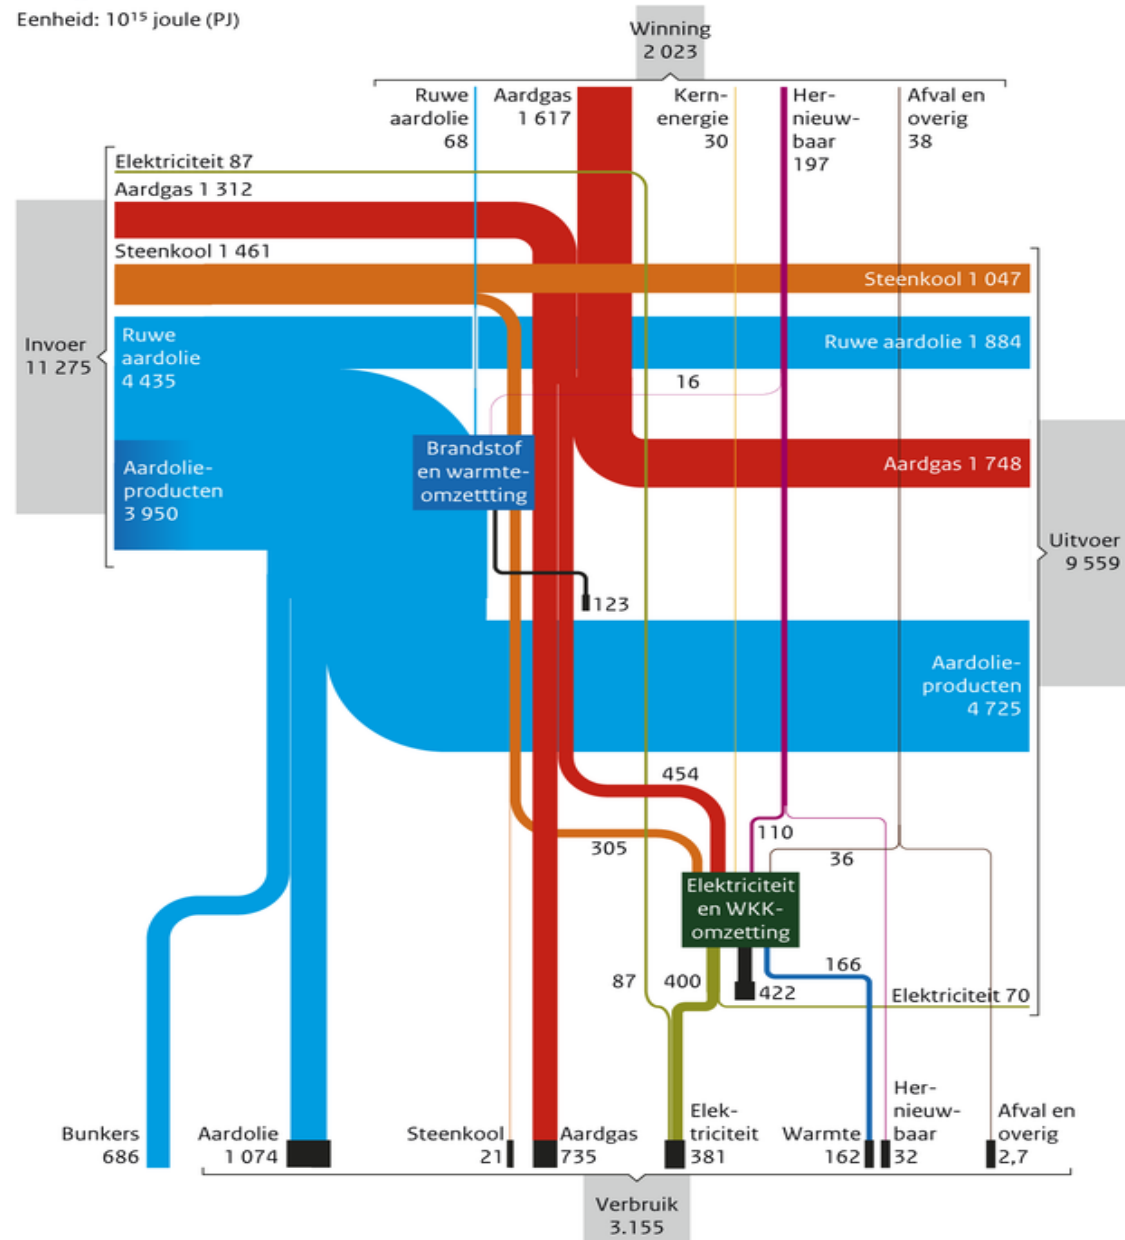 Eenheid: 10¹⁵ joule (PJ)
Winning
2 023
Ruwe
aardolie
68
Aardgas
1 617
Kern-
energie
30
Her-
nieuw-
baar
197
Afval en
overig
38
Elektriciteit 87
Aardgas 1 312
Steenkool 1 461
Steenkool 1 047
Invoer
11 275
Ruwe
aardolie
4 435
Ruwe aardolie 1 884
16
Brandstof
en warmte-
omzettting
Aardolie-
producten
3 950
Aardgas 1 748
Uitvoer
9 559
123
Aardolie-
producten
4 725
454
305
110
36
Elektriciteit
en WKK-
omzetting
87
400
422
166
Elektriciteit 70
Bunkers
686
Aardolie
1 074
Steenkool
21
Aardgas
735
Elek-
triciteit
381
Warmte
162
Her-
nieuw-
baar
32
Afval en
overig
2,7
Verbruik
3.155